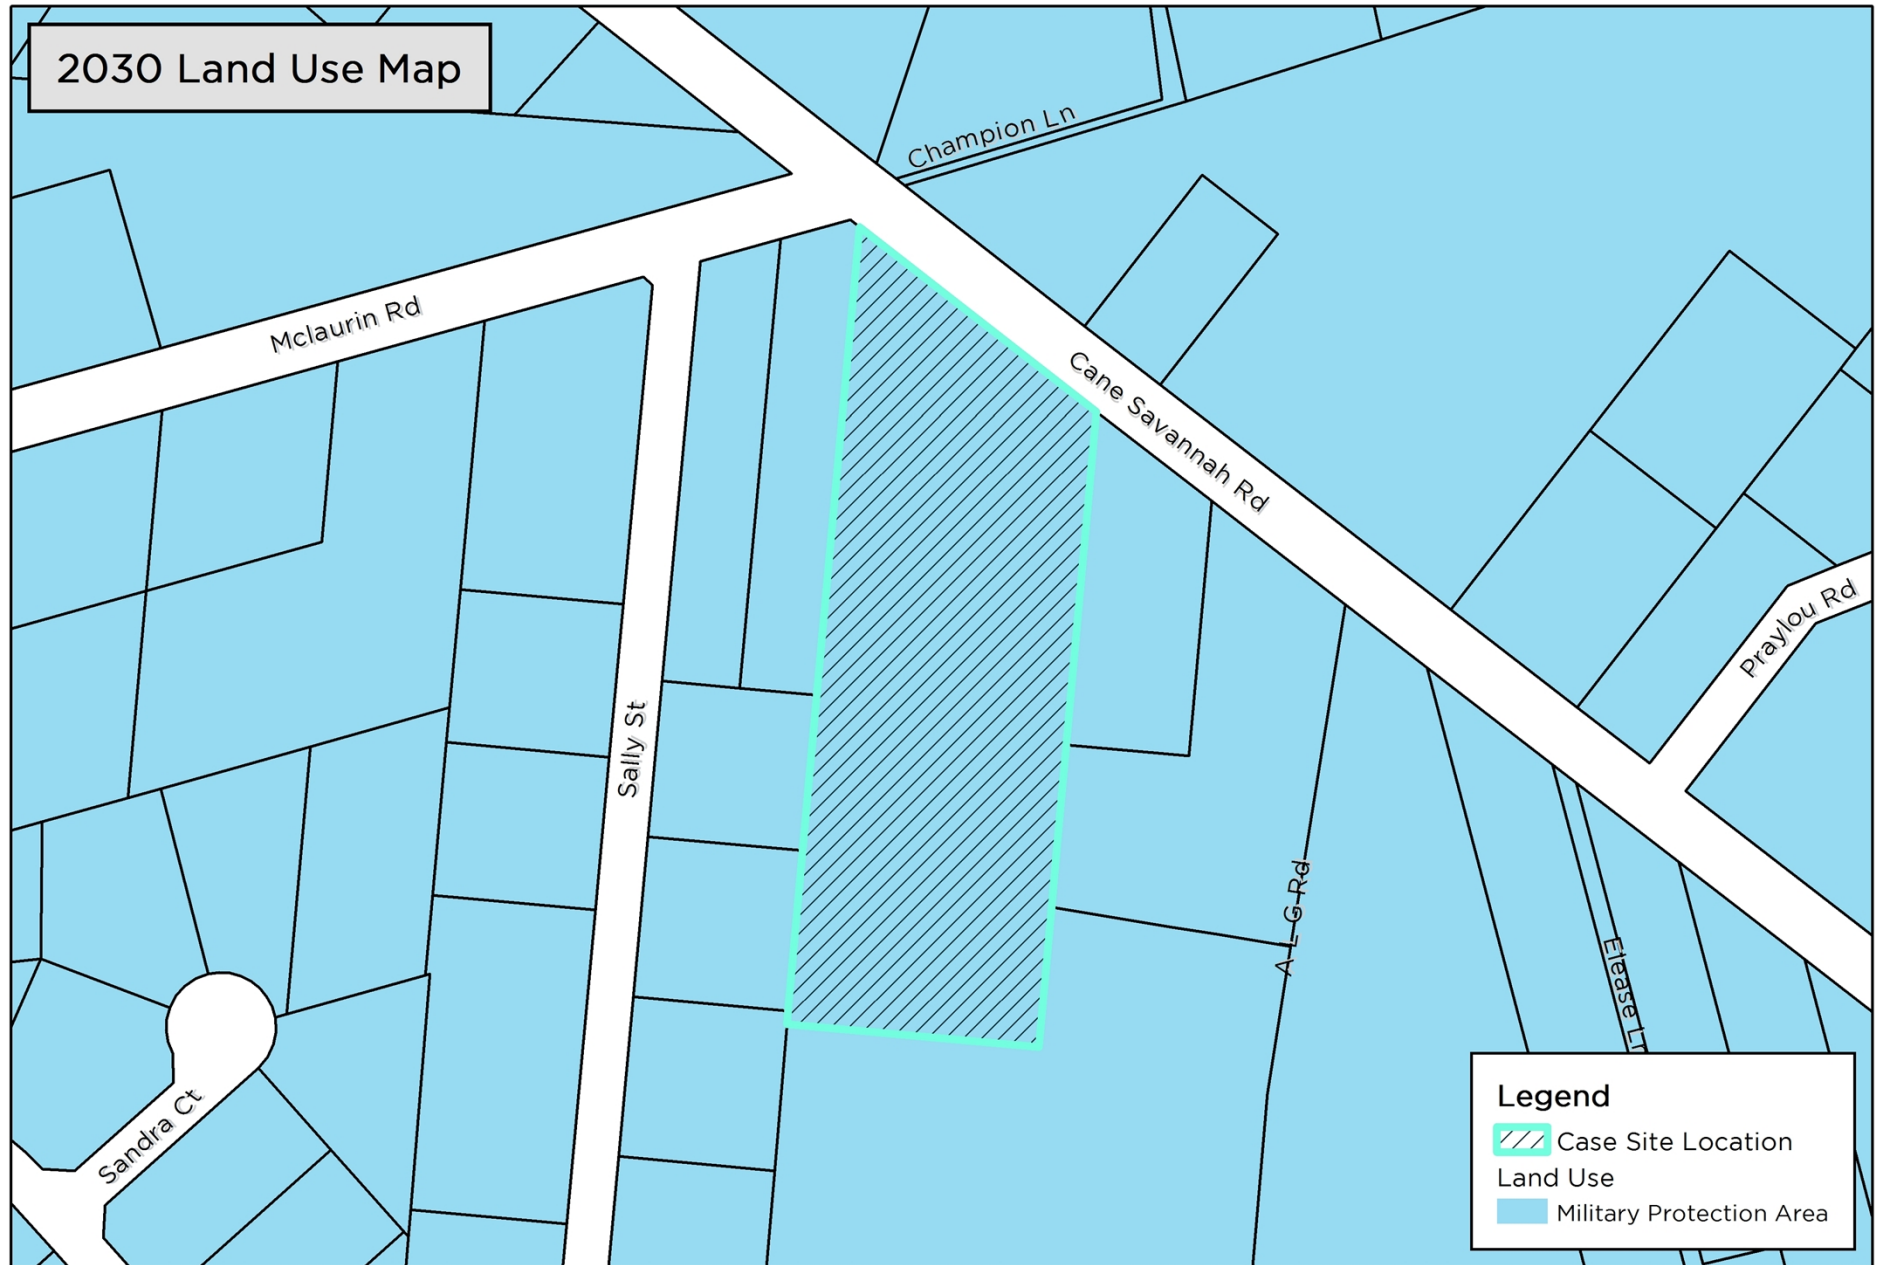 2030 Land Use Map
Champion Ln
Mclaurin Rd
Cane Savannah Rd
Praylou Rd
Sally St
A L G Rd
Elease Ln
Sandra Ct
Legend
Case Site Location
Land Use
Military Protection Area